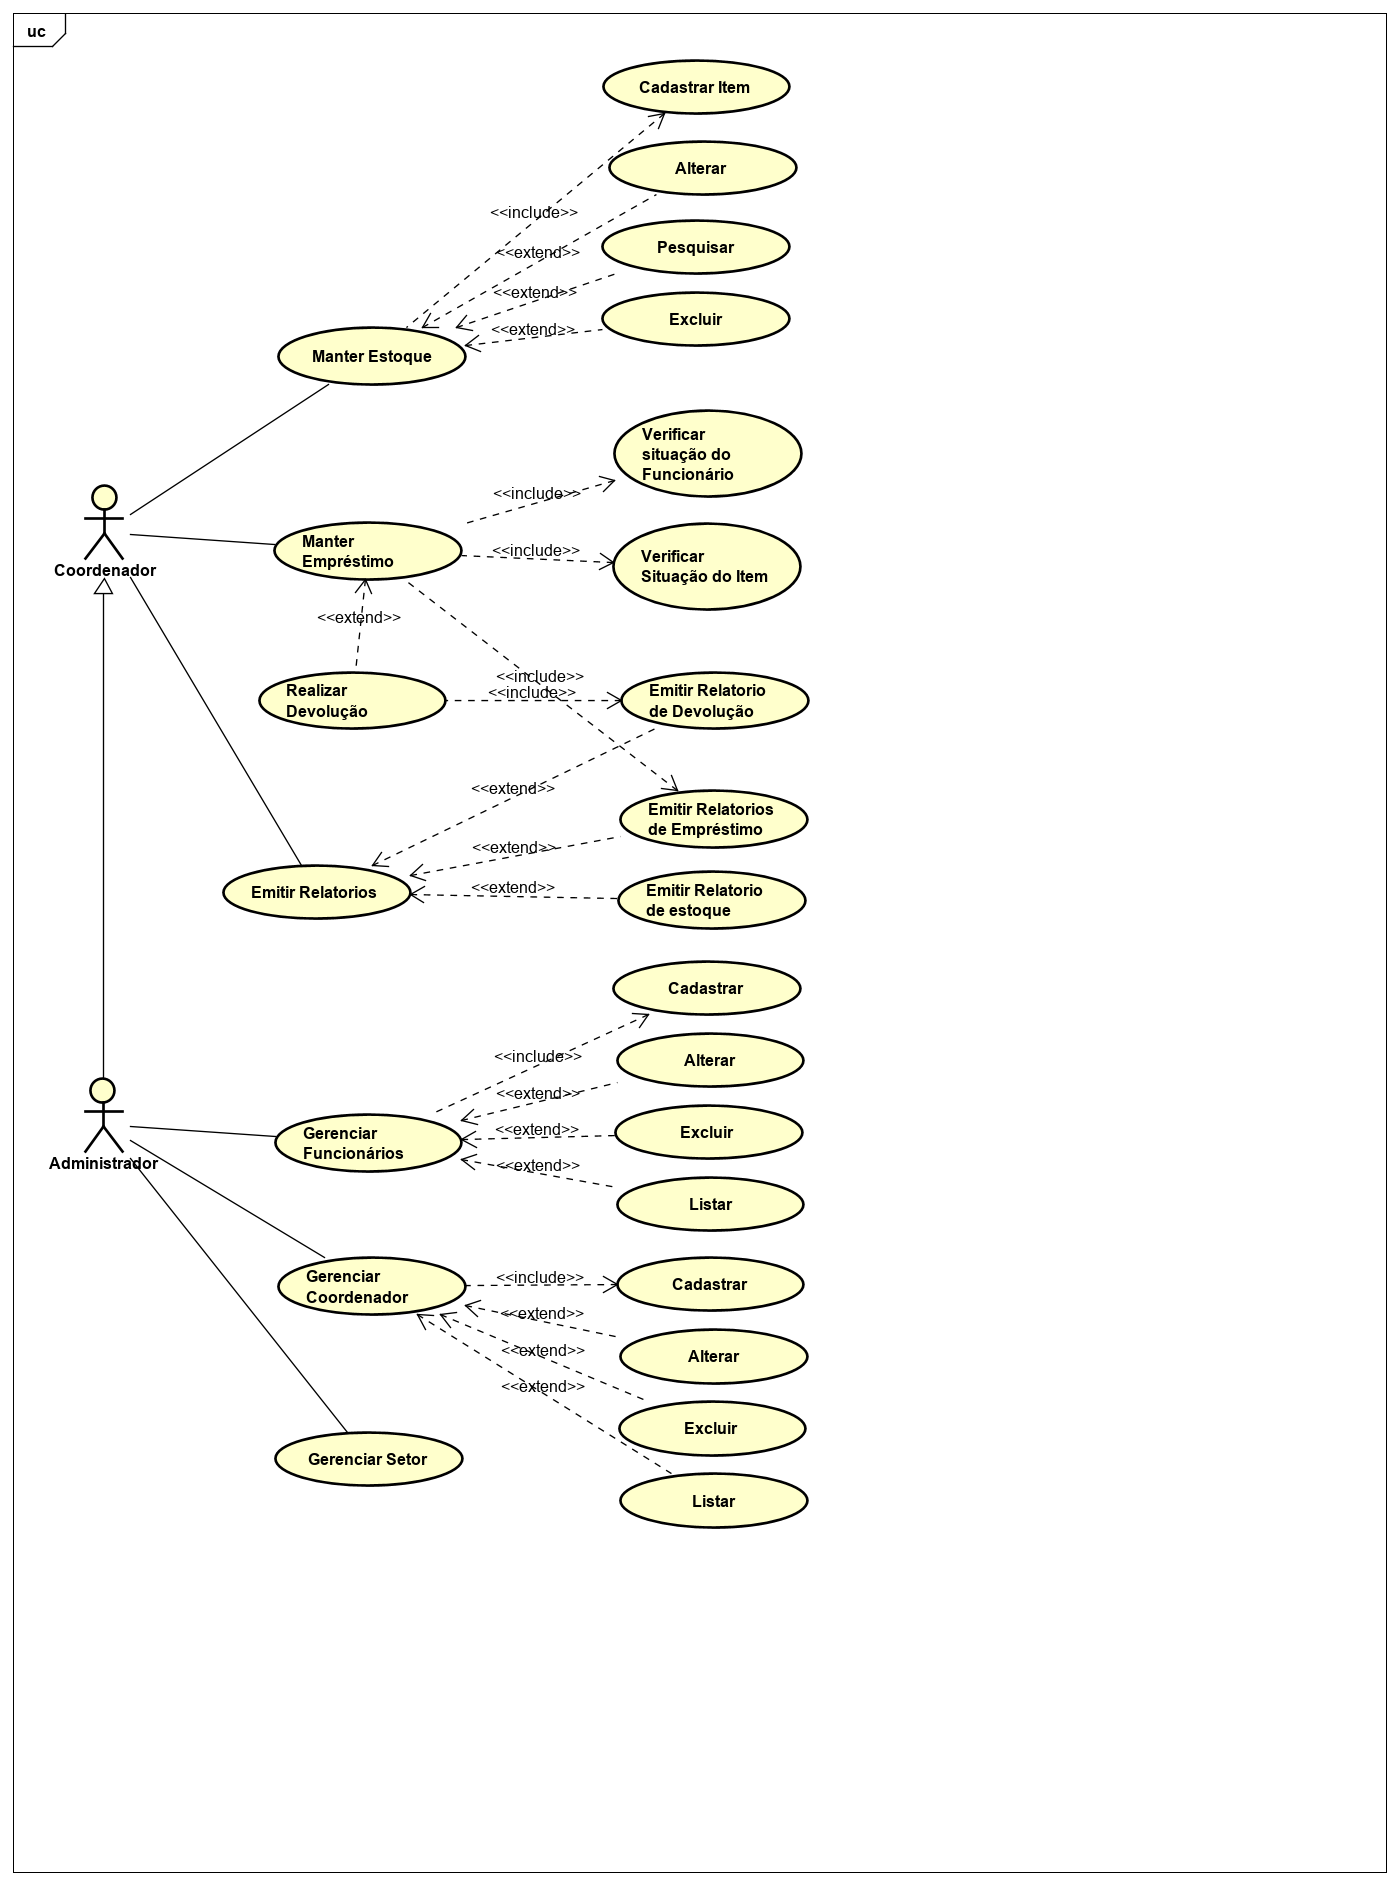 uc
Cadastrar Item
Alterar
<<include>>
Pesquisar
<<extend>>
<<extend>>
Excluir
<<extend>>
Manter Estoque
Verificar
situação do
Funcionário
<<include>>
Coordenador
Manter
Empréstimo
<<include>>
Verificar
Situação do Item
<<extend>>
<<include>>
<<include>>
Realizar
Devolução
Emitir Relatorio
de Devolução
<<extend>>
Emitir Relatorios
de Empréstimo
<<extend>>
<<extend>>
Emitir Relatorios
Emitir Relatorio
de estoque
Cadastrar
<<include>>
Alterar
<<extend>>
<<extend>>
Excluir
Gerenciar
Funcionários
Administrador
<<extend>>
Listar
Gerenciar
Coordenador
<<include>>
Cadastrar
<<extend>>
<<extend>>
Alterar
<<extend>>
Excluir
Gerenciar Setor
Listar